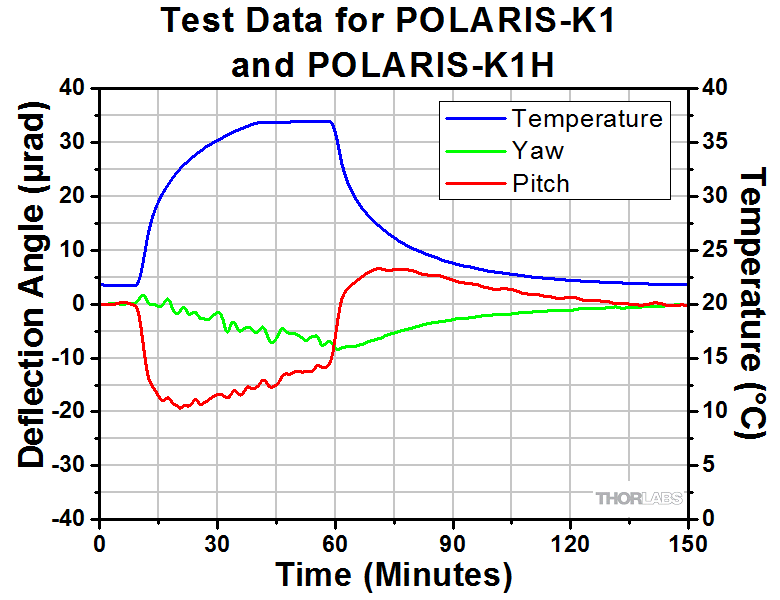 Test Data for POLARIS-K1
and POLARIS-K1H
Temperature
Yaw
Pitch
Deflection Angle (µrad)
40
30
20
10
0
-10
-20
-30
-40
Temperature (°C)
40
35
30
25
20
15
10
5
0
THORLABS
0 30 60 90 120 150
Time (Minutes)